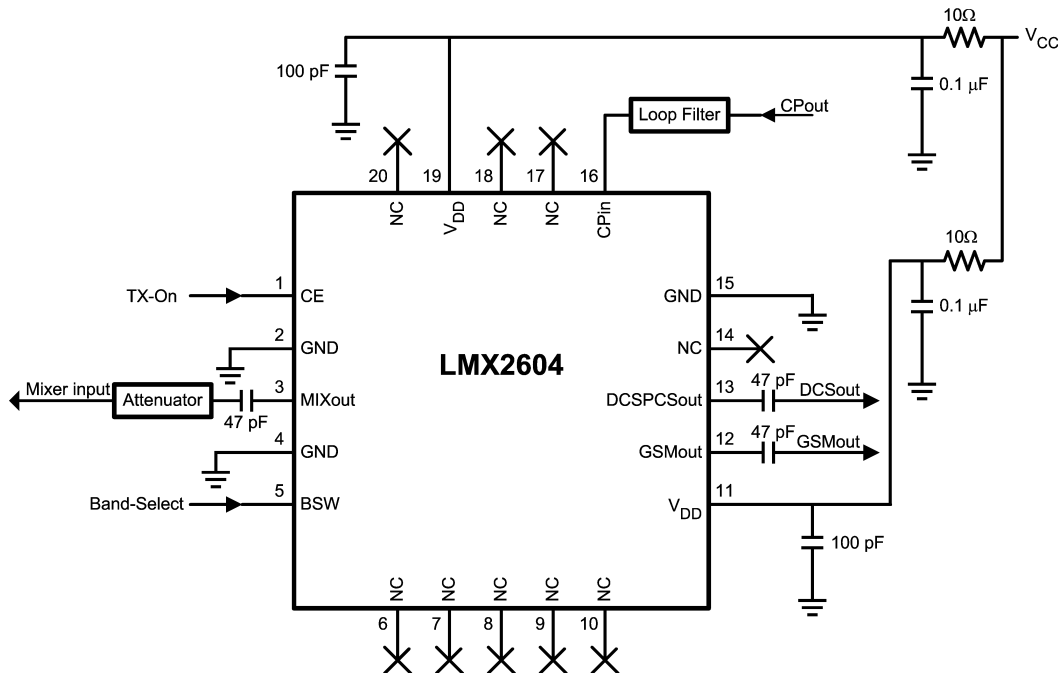 10Ω
V_CC
100 pF
0.1 μF
Loop Filter
CPout
20
19
18
17
16
NC
V_DD
NC
NC
CPin
10Ω
0.1 μF
TX-On
1
CE
GND
15
2
GND
NC
14
LMX2604
Mixer input
Attenuator
47 pF
3
MIXout
DCSPCSout
13
47 pF
DCSout
4
GND
GSMout
12
47 pF
GSMout
Band-Select
5
BSW
V_DD
11
100 pF
NC
NC
NC
NC
NC
6
7
8
9
10